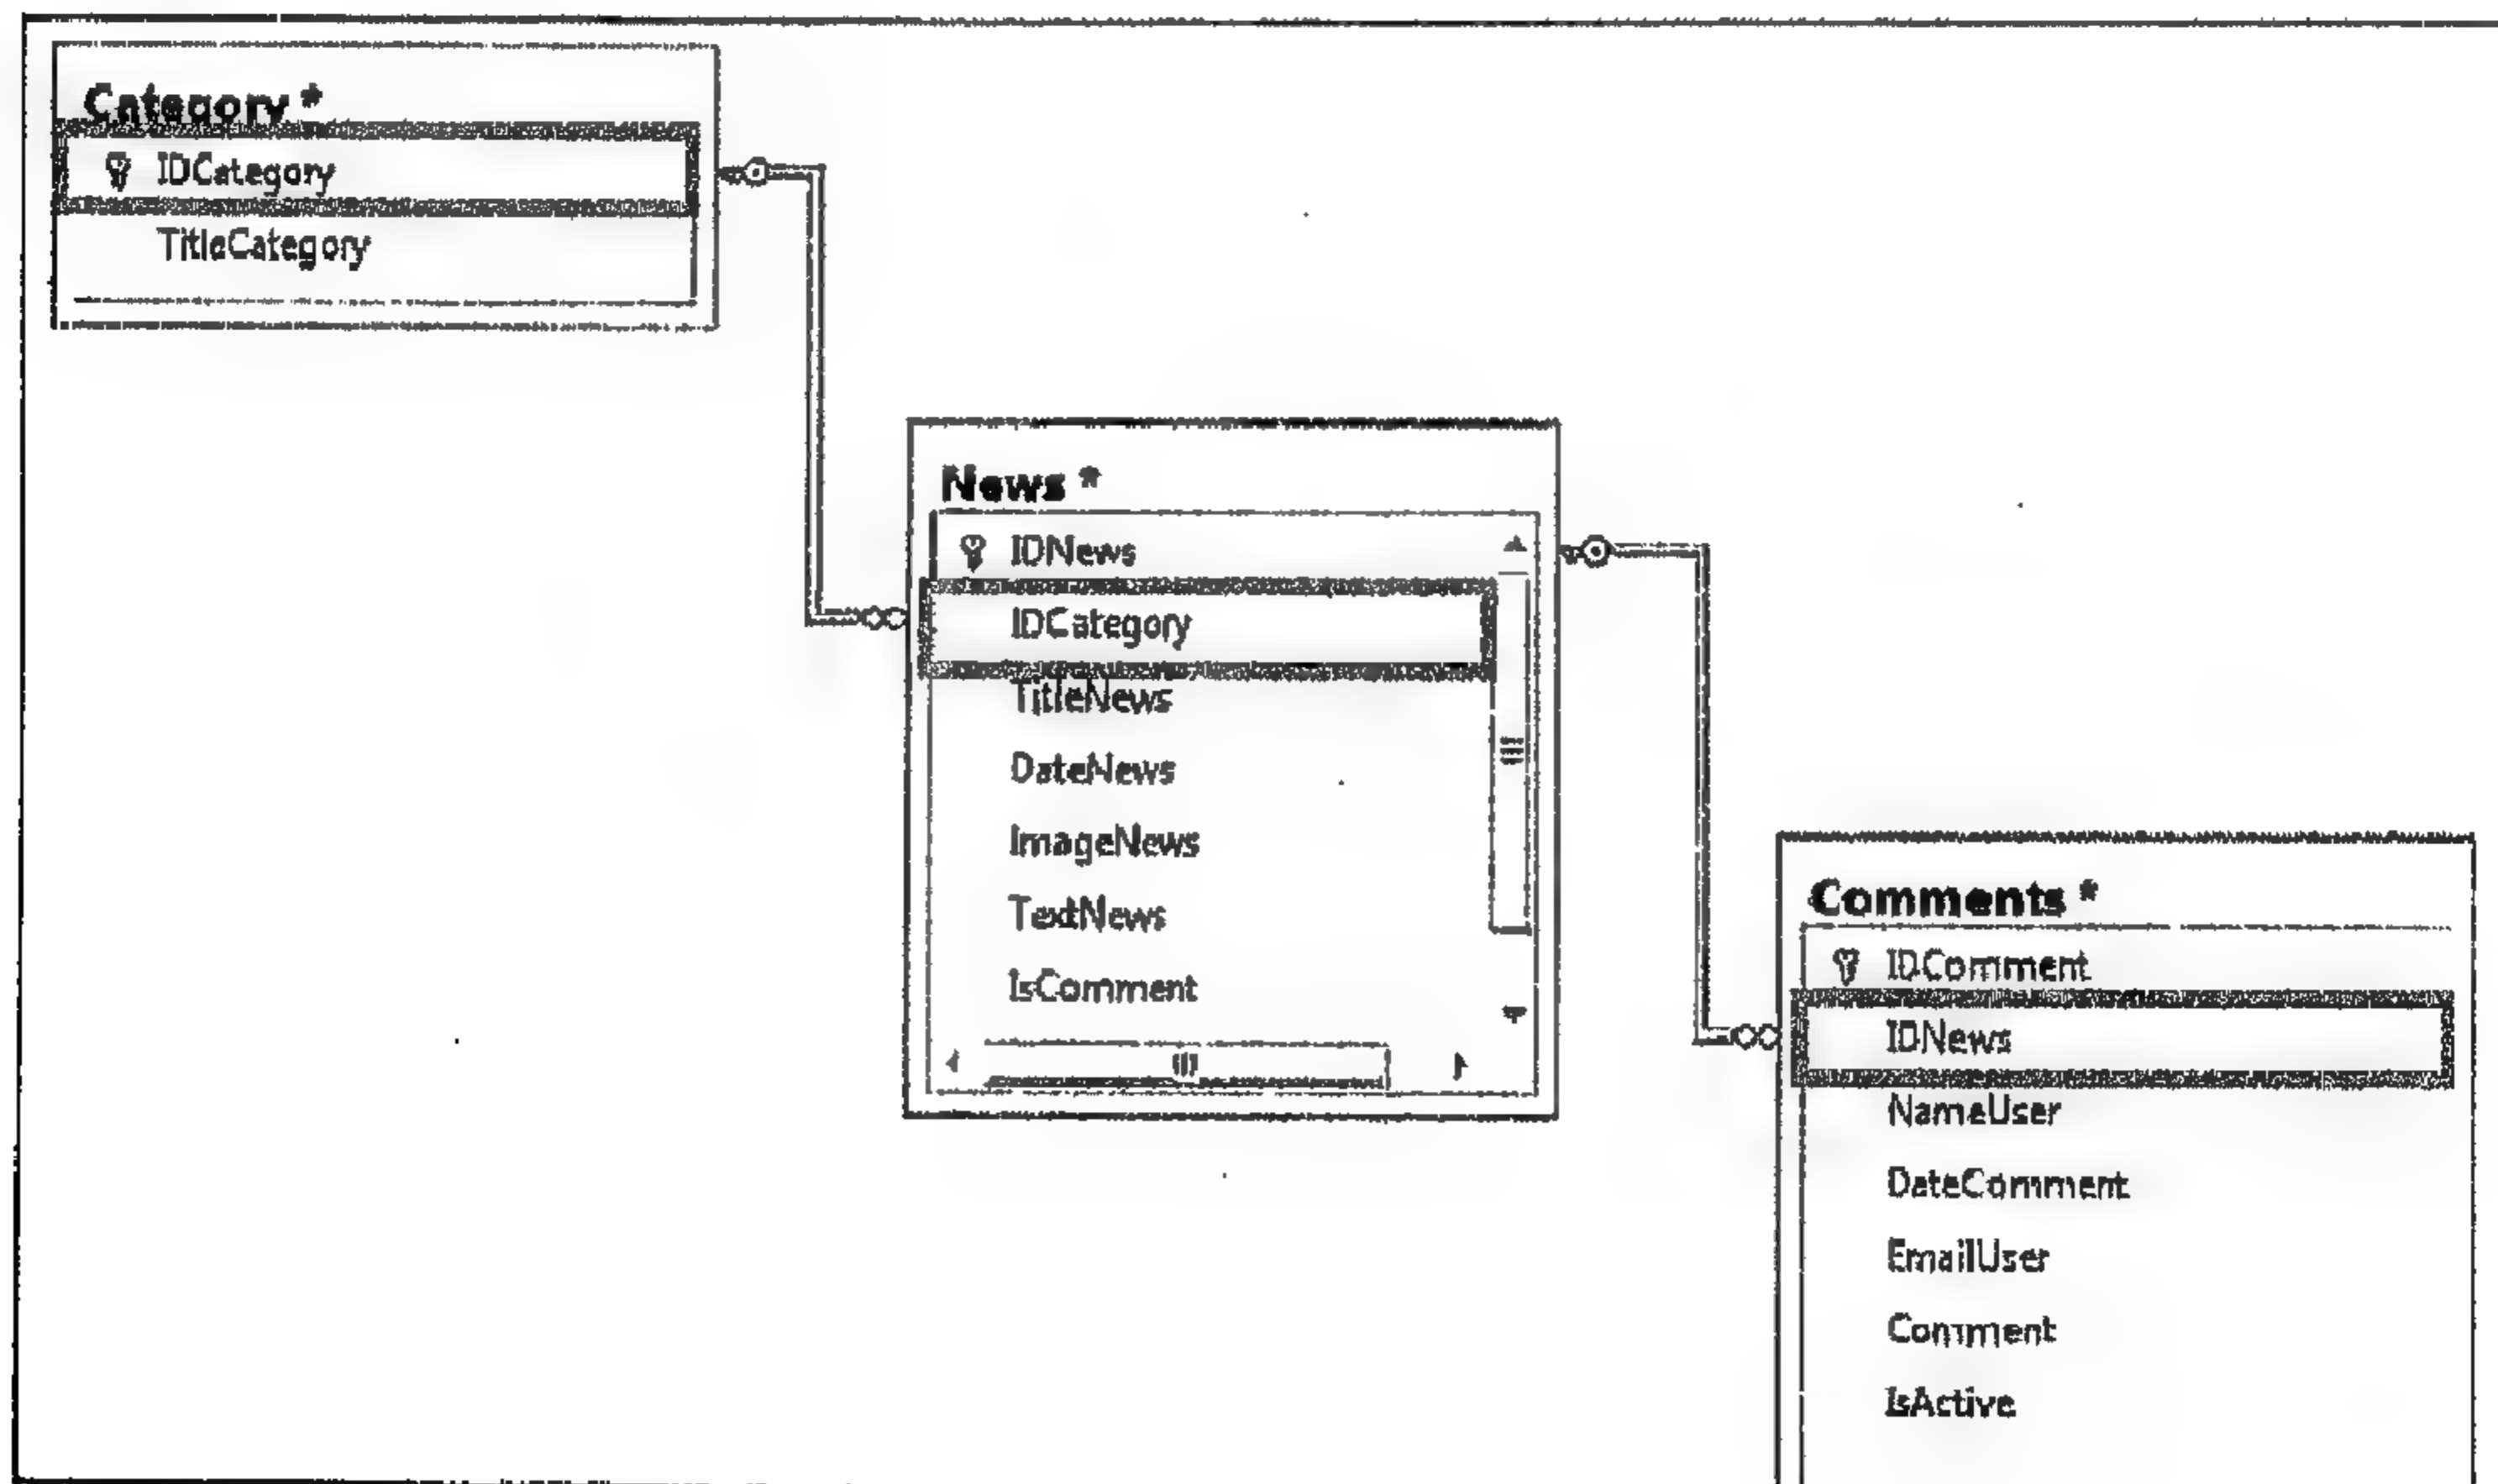 Category *
IDCategory
TitleCategory
News *
IDNews
IDCategory
TitleNews
DateNews
ImageNews
TextNews
IsComment
Comments *
IDComment
IDNews
NameUser
DateComment
EmailUser
Comment
IsActive